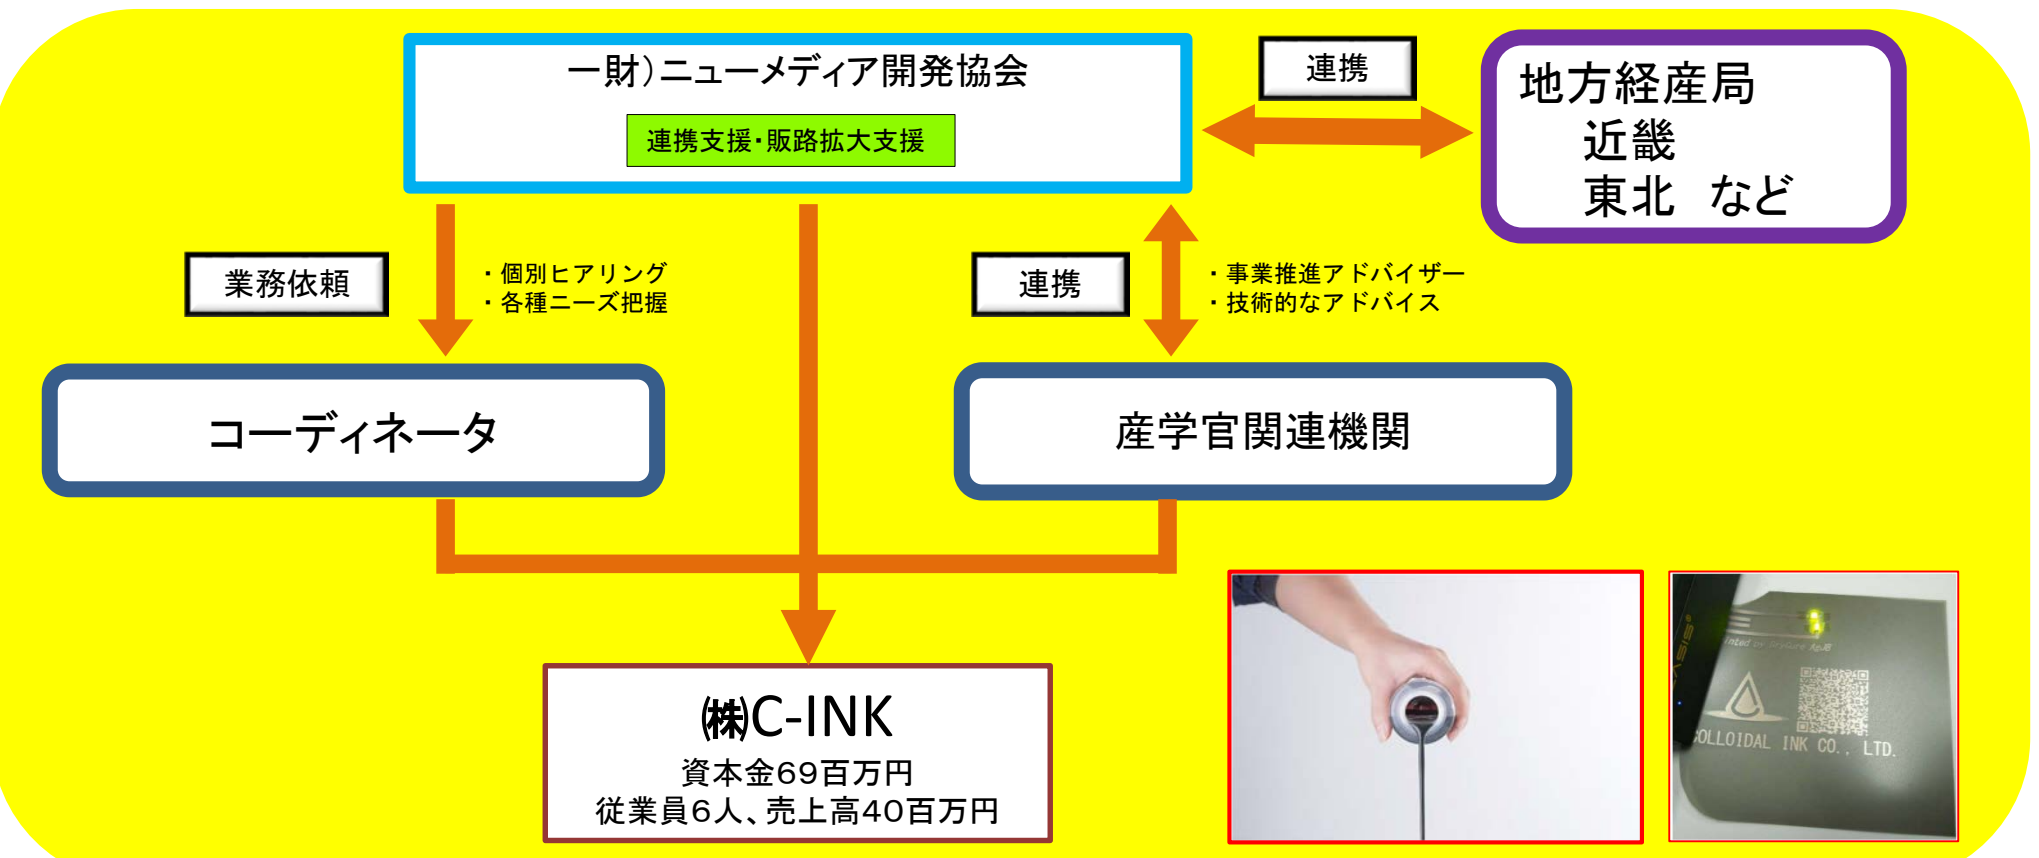 一財)ニューメディア開発協会
連携支援・販路拡大支援
連携
地方経産局
近畿
東北　など
業務依頼
・個別ヒアリング
・各種ニーズ把握
連携
・事業推進アドバイザー
・技術的なアドバイス
コーディネータ
産学官関連機関
㈱C-INK
資本金69百万円
従業員6人、売上高40百万円
COLLOIDAL INK CO., LTD.